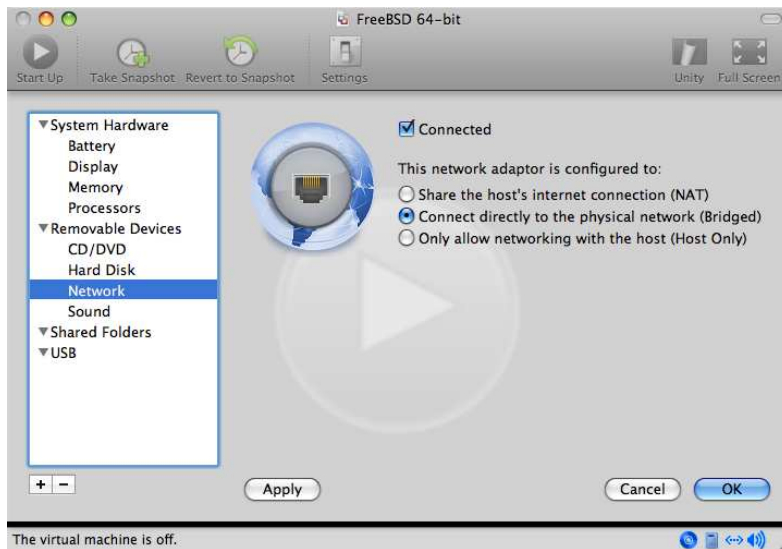 FreeBSD 64-bit
Start Up
Take Snapshot
Revert to Snapshot
Settings
Unity
Full Screen
System Hardware
Battery
Display
Memory
Processors
Removable Devices
CD/DVD
Hard Disk
Network
Sound
Shared Folders
USB
Connected
This network adaptor is configured to:
Share the host's internet connection (NAT)
Connect directly to the physical network (Bridged)
Only allow networking with the host (Host Only)
+ −
Apply
Cancel
OK
The virtual machine is off.